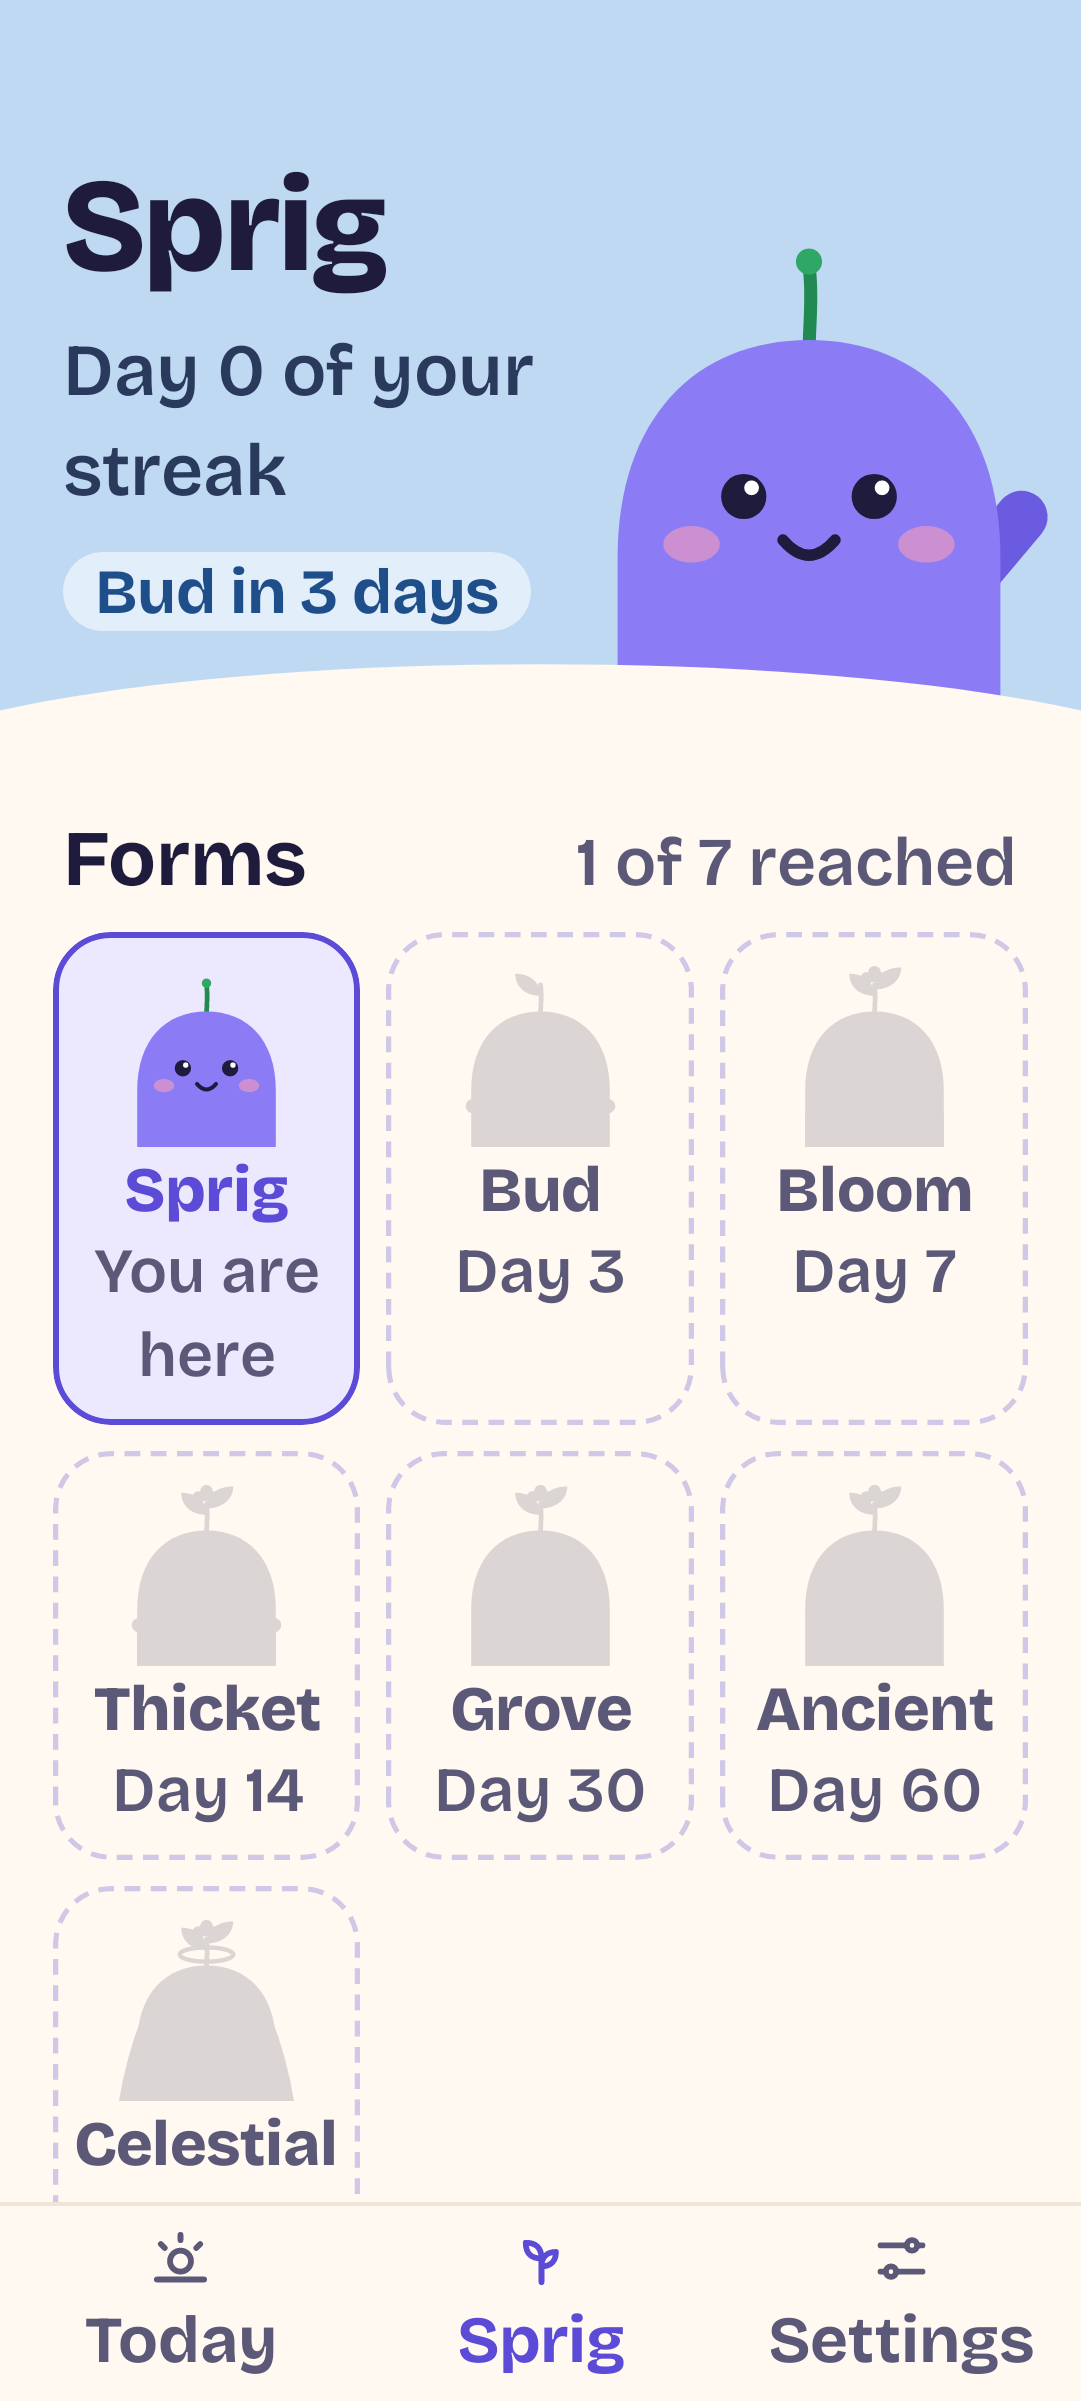 Sprig
Day 0 of your
streak
Bud in 3 days
Forms
1 of 7 reached
Sprig
You are
here
Bud
Day 3
Bloom
Day 7
Thicket
Day 14
Grove
Day 30
Ancient
Day 60
Celestial
Today
Sprig
Settings